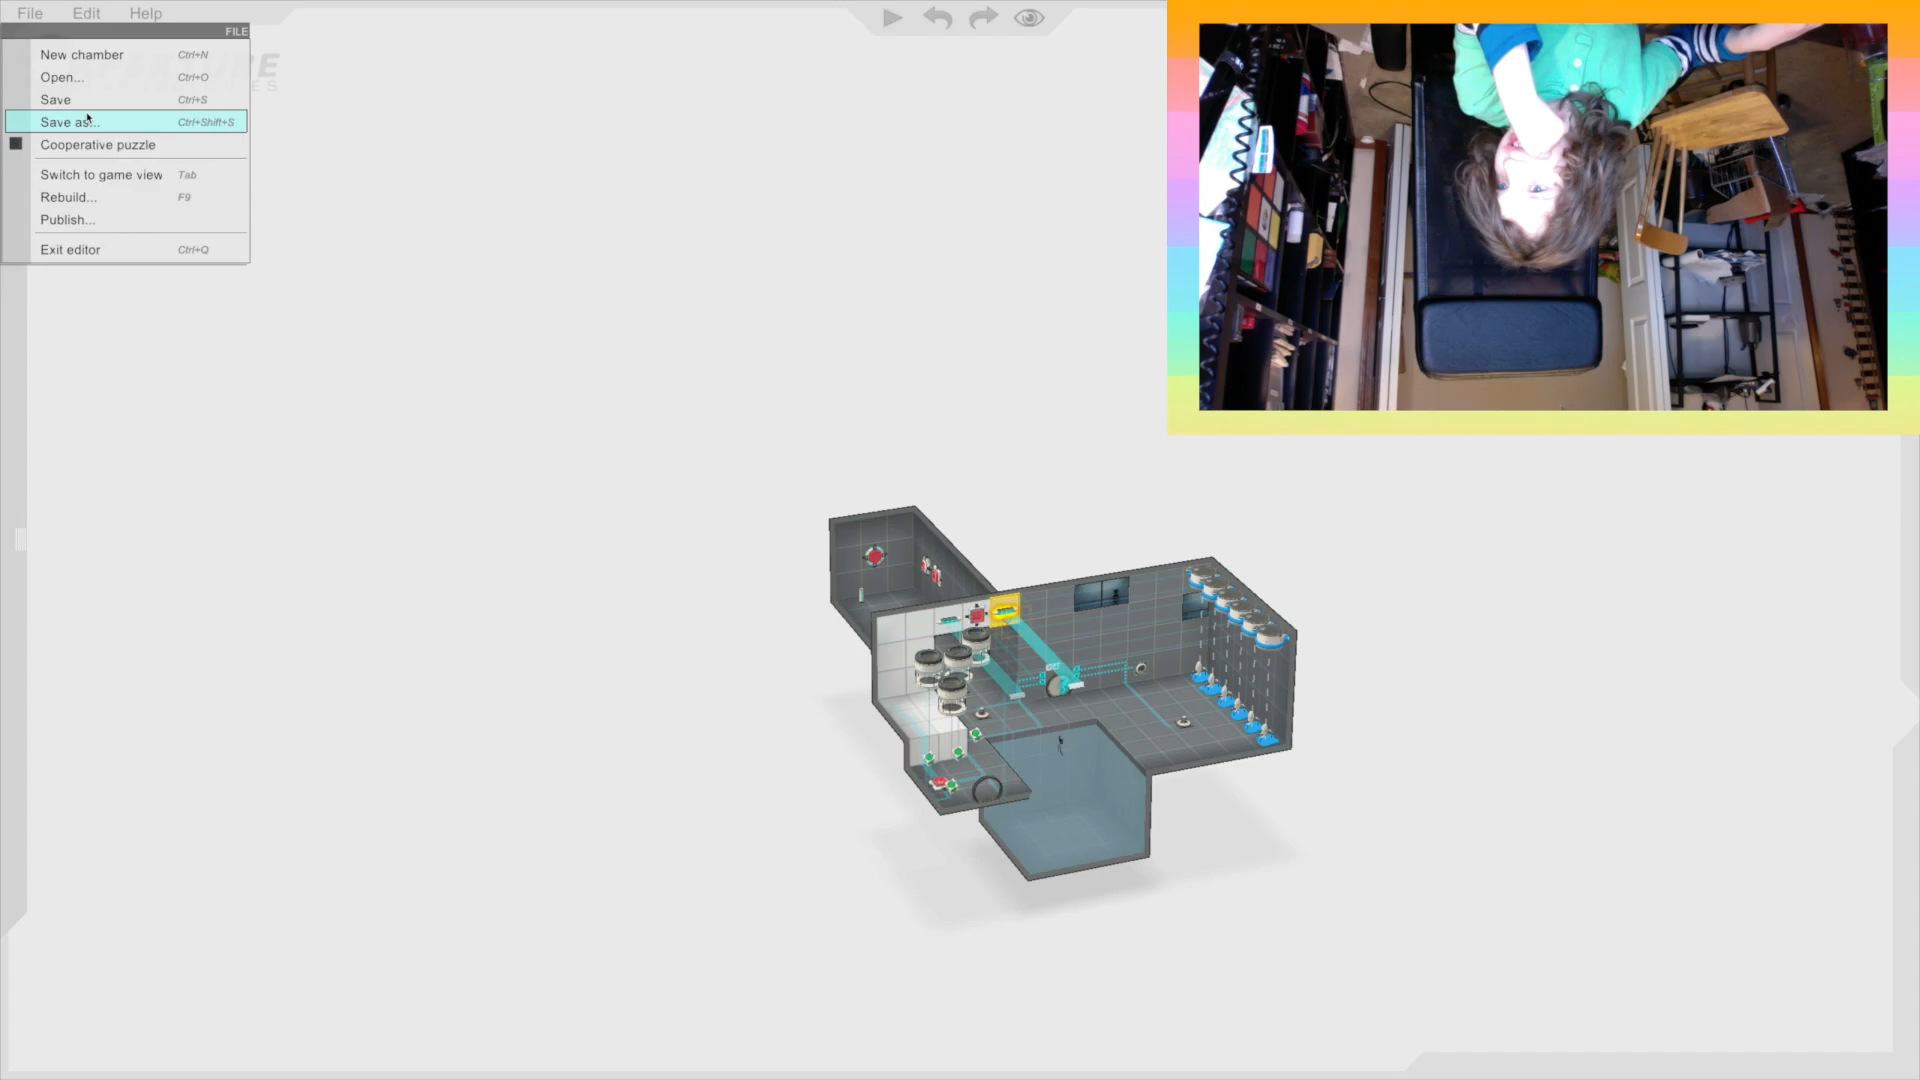 File Edit Help
FILE
New chamber Ctrl+N
Open... Ctrl+O
Save Ctrl+S
Save as... Ctrl+Shift+S
Cooperative puzzle
Switch to game view Tab
Rebuild... F9
Publish...
Exit editor Ctrl+Q